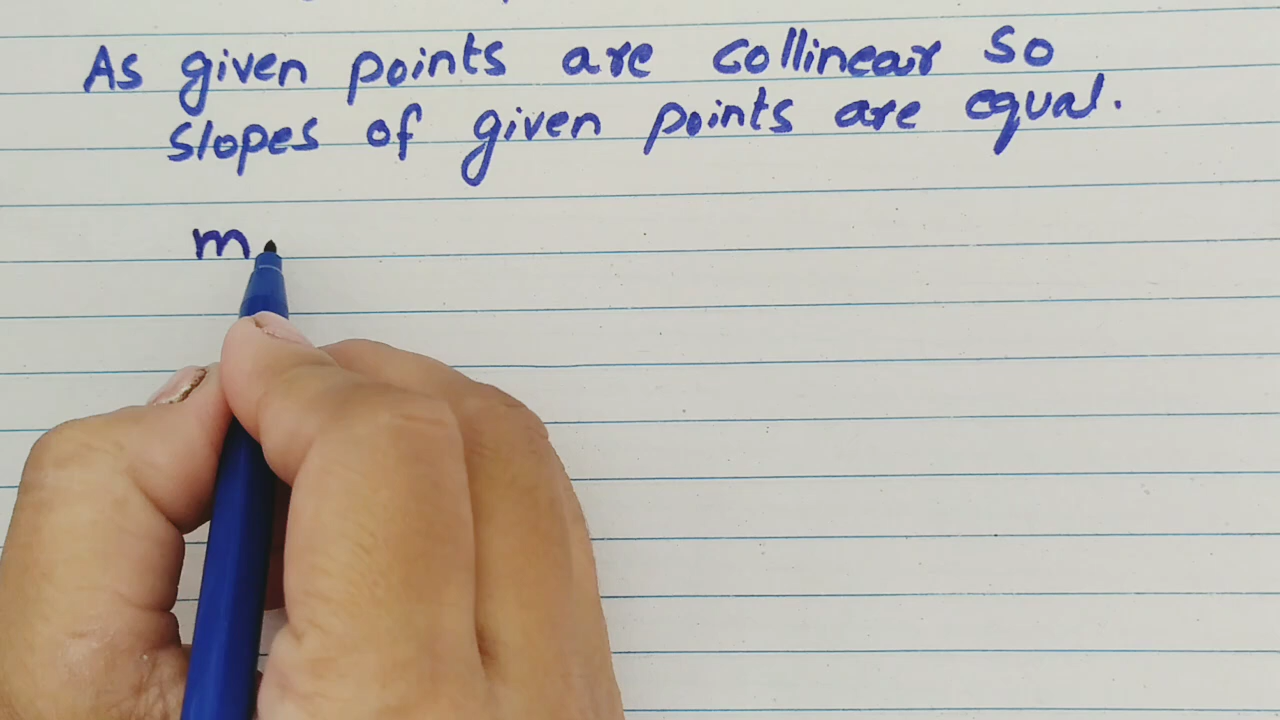 As given points are collinear so
slopes of given points are equal.
m